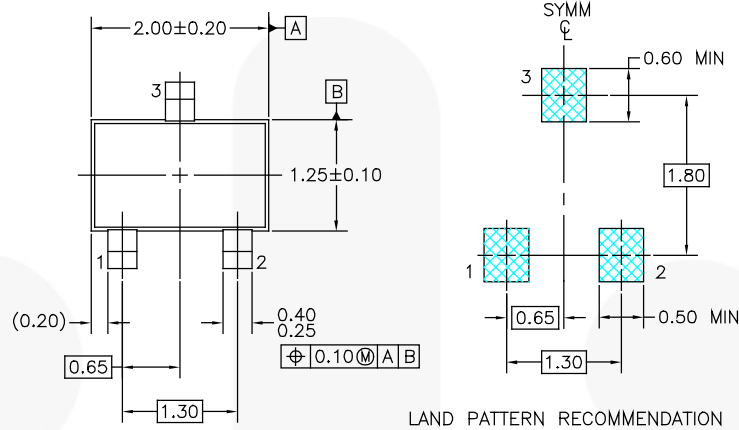 2.00±0.20
A
3
B
1.25±0.10
1
2
(0.20)
0.40
0.25
⌖ 0.10 Ⓜ A B
0.65
1.30
SYMM
℄
3
0.60 MIN
1.80
1
2
0.65
0.50 MIN
1.30
LAND PATTERN RECOMMENDATION